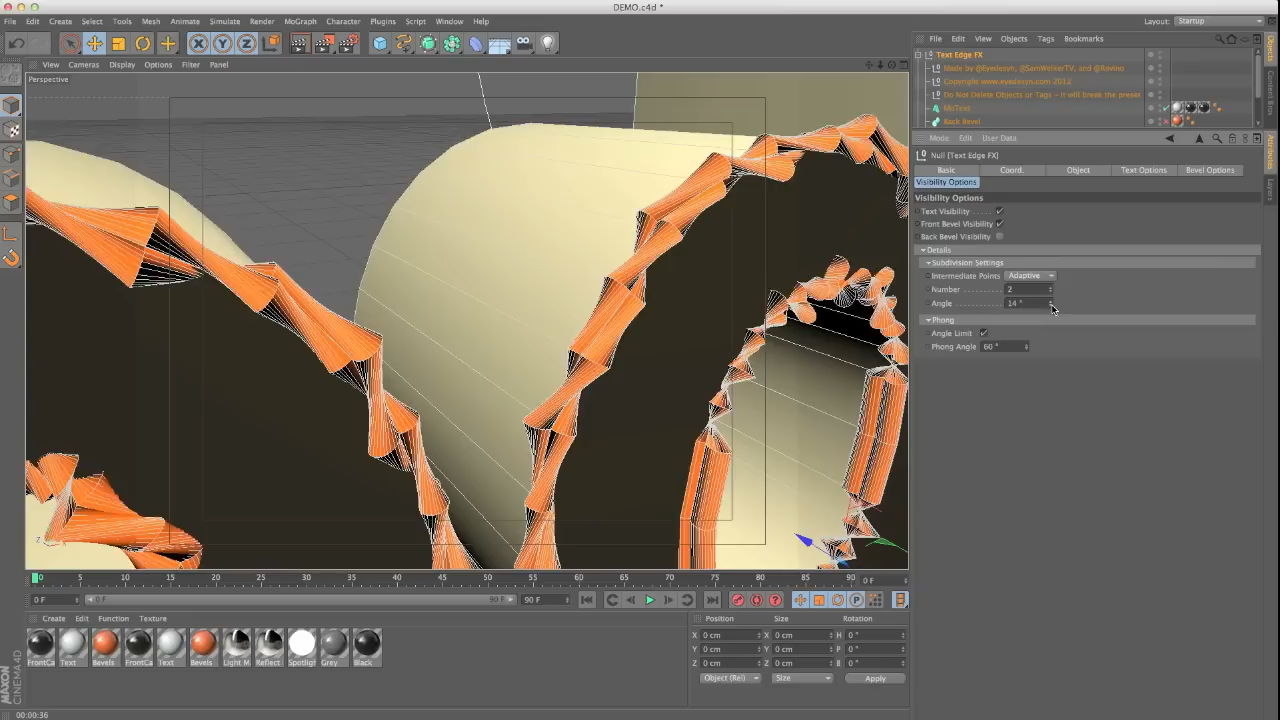 DEMO.c4d *
File Edit Create Select Tools Mesh Animate Simulate Render MoGraph Character Plugins Script Window Help
Layout: Startup
View Cameras Display Options Filter Panel
Perspective
File Edit View Objects Tags Bookmarks
Text Edge FX
Made by @Eyedesyn, @SamWelkerTV, and @Ravino
Copyright www.eyedesyn.com 2012
Do Not Delete Objects or Tags - it will break the preset
MoText
Back Bevel
Mode Edit User Data
Null [Text Edge FX]
Basic Coord. Object Text Options Bevel Options
Visibility Options
Visibility Options
Text Visibility
Front Bevel Visibility
Back Bevel Visibility
Details
Subdivision Settings
Intermediate Points Adaptive
Number 2
Angle 14 °
Phong
Angle Limit
Phong Angle 60 °
Objects
Content Brows
Attributes
Layers
X Y Z
Z
0 5 10 15 20 25 30 35 40 45 50 55 60 65 70 75 80 85 90 0 F
0 F 0 F 90 F 90 F
Create Edit Function Texture
FrontCa Text Bevels FrontCa Text Bevels Light M Reflect Spotligh Grey Black
Position Size Rotation
X 0 cm X 0 cm H 0 °
Y 0 cm Y 0 cm P 0 °
Z 0 cm Z 0 cm B 0 °
Object (Rel) Size Apply
MAXON
CINEMA4D
00:00:36